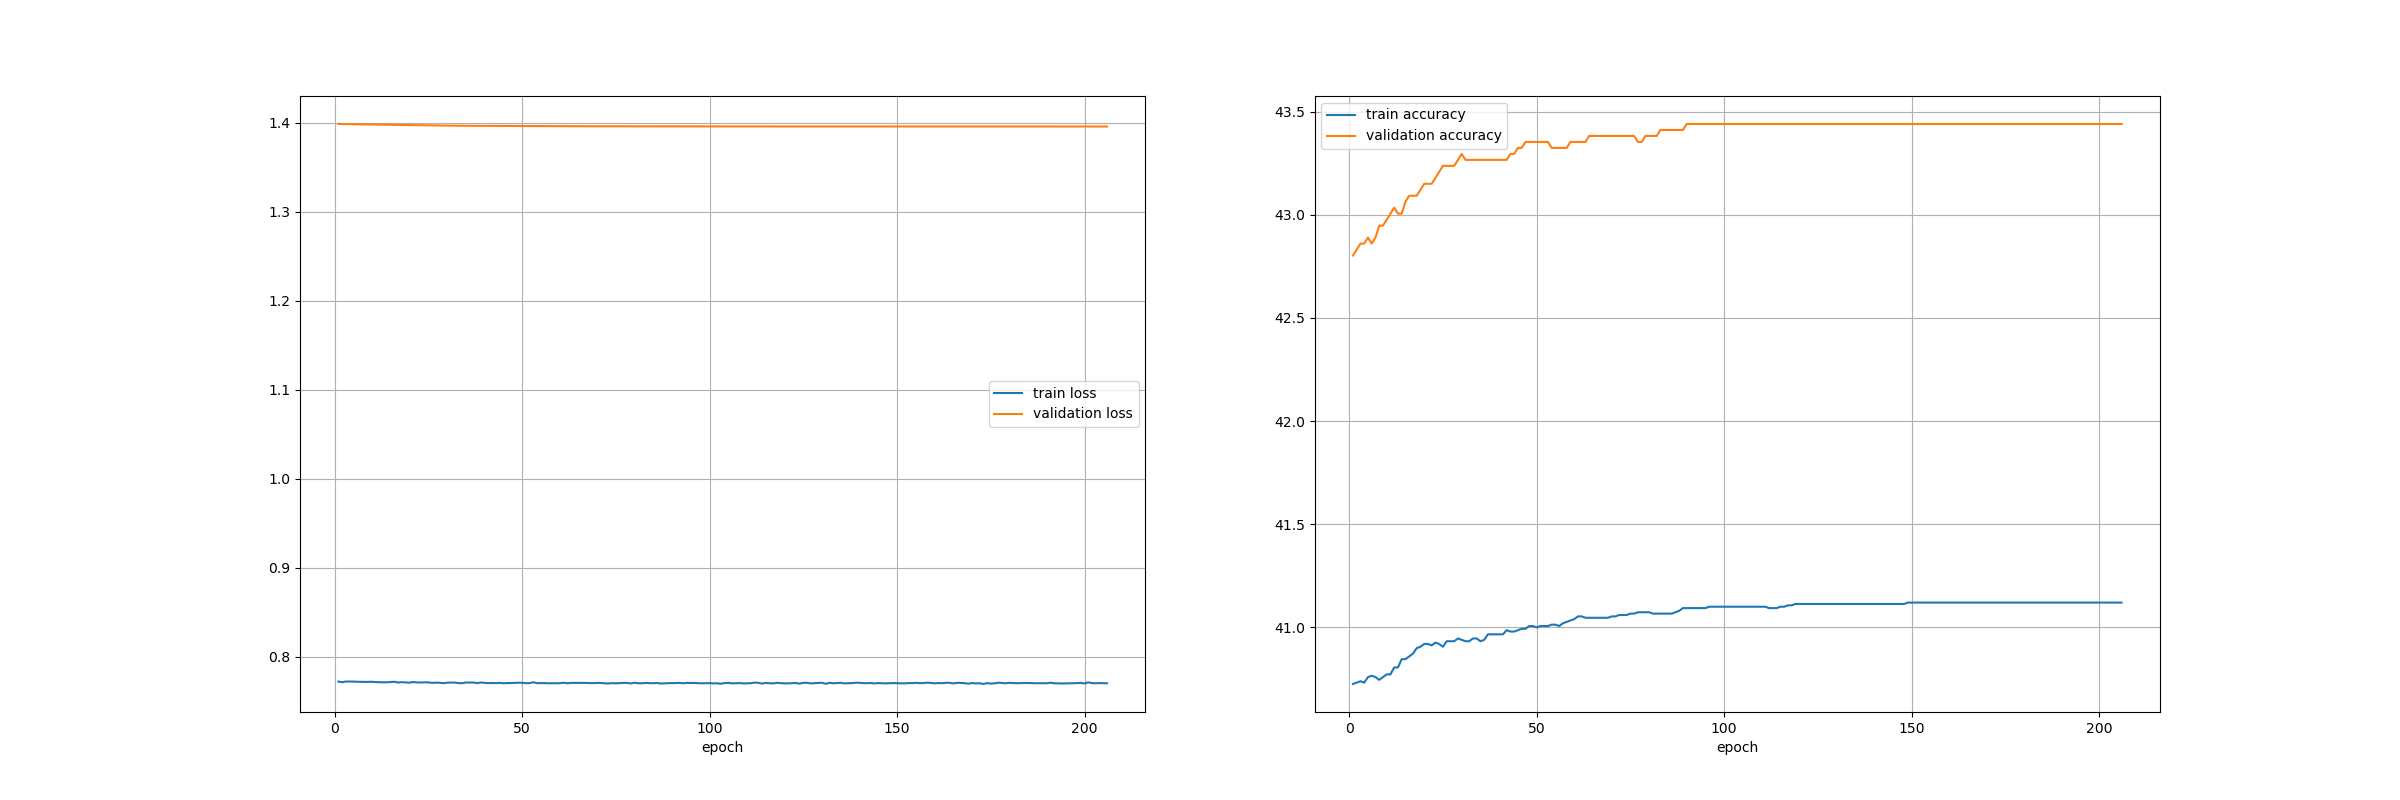 1.4
1.3
1.2
1.1
1.0
0.9
0.8
0 50 100 150 200
epoch
train loss
validation loss
43.5
43.0
42.5
42.0
41.5
41.0
0 50 100 150 200
epoch
train accuracy
validation accuracy